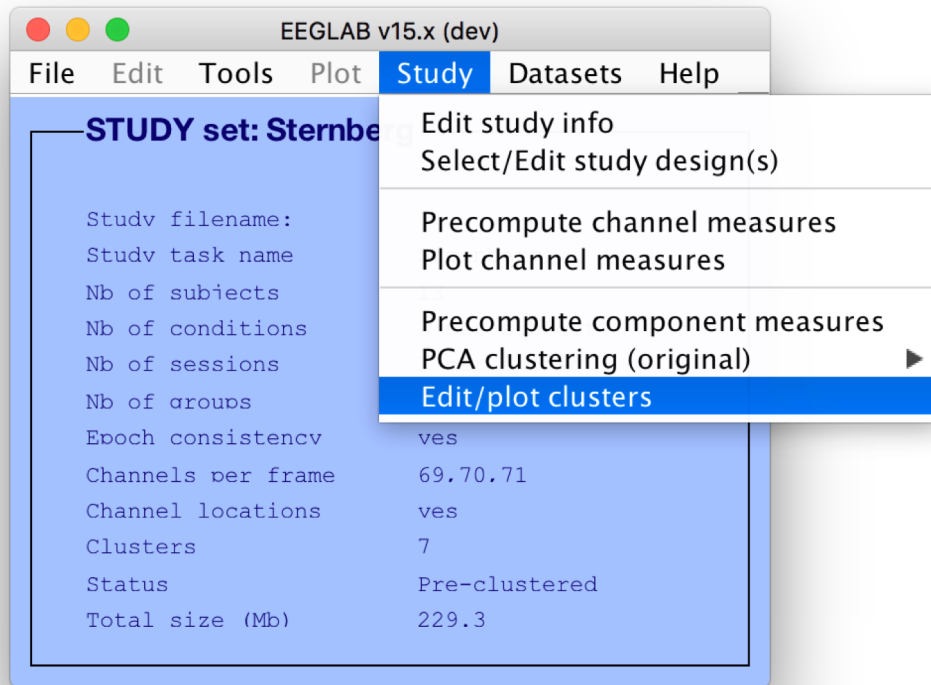 EEGLAB v15.x (dev)
File Edit Tools Plot Study Datasets Help
STUDY set: Sternberg
Edit study info
Select/Edit study design(s)
Precompute channel measures
Plot channel measures
Precompute component measures
PCA clustering (original)
Edit/plot clusters
Study filename:
Study task name
Nb of subjects 13
Nb of conditions
Nb of sessions
Nb of groups
Epoch consistency yes
Channels per frame 69,70,71
Channel locations yes
Clusters 7
Status Pre-clustered
Total size (Mb) 229.3